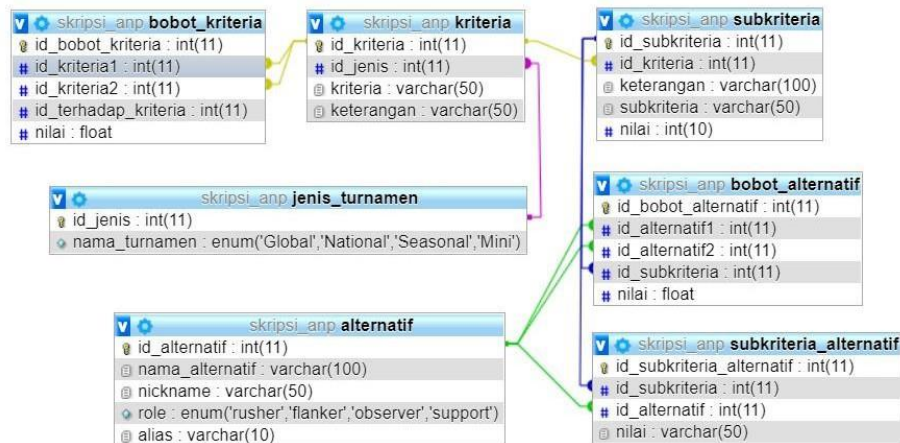 skripsi_anp bobot_kriteria
id_bobot_kriteria : int(11)
id_kriteria1 : int(11)
id_kriteria2 : int(11)
id_terhadap_kriteria : int(11)
nilai : float
skripsi_anp kriteria
id_kriteria : int(11)
id_jenis : int(11)
kriteria : varchar(50)
keterangan : varchar(50)
skripsi_anp subkriteria
id_subkriteria : int(11)
id_kriteria : int(11)
keterangan : varchar(100)
subkriteria : varchar(50)
nilai : int(10)
skripsi_anp jenis_turnamen
id_jenis : int(11)
nama_turnamen : enum('Global','National','Seasonal','Mini')
skripsi_anp bobot_alternatif
id_bobot_alternatif : int(11)
id_alternatif1 : int(11)
id_alternatif2 : int(11)
id_subkriteria : int(11)
nilai : float
skripsi_anp alternatif
id_alternatif : int(11)
nama_alternatif : varchar(100)
nickname : varchar(50)
role : enum('rusher','flanker','observer','support')
alias : varchar(10)
skripsi_anp subkriteria_alternatif
id_subkriteria_alternatif : int(11)
id_subkriteria : int(11)
id_alternatif : int(11)
nilai : varchar(50)